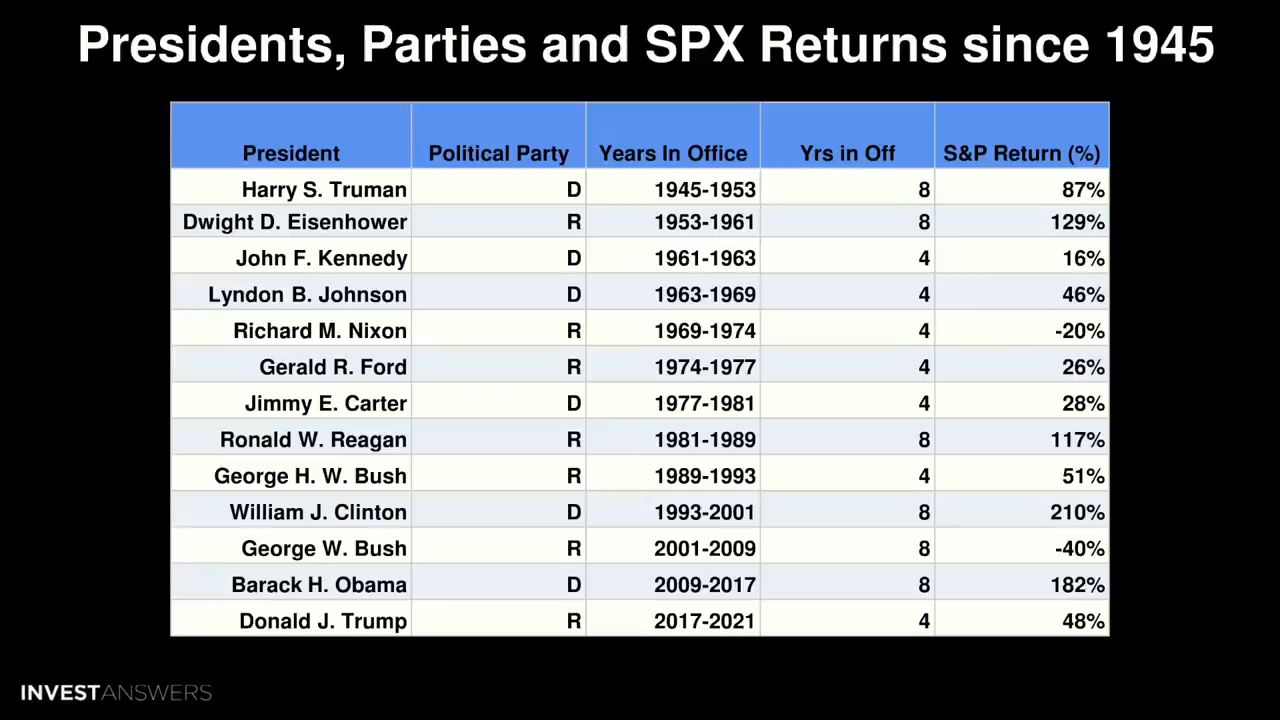 Presidents, Parties and SPX Returns since 1945
President Political Party Years In Office Yrs in Off S&P Return (%)
Harry S. Truman D 1945-1953 8 87%
Dwight D. Eisenhower R 1953-1961 8 129%
John F. Kennedy D 1961-1963 4 16%
Lyndon B. Johnson D 1963-1969 4 46%
Richard M. Nixon R 1969-1974 4 -20%
Gerald R. Ford R 1974-1977 4 26%
Jimmy E. Carter D 1977-1981 4 28%
Ronald W. Reagan R 1981-1989 8 117%
George H. W. Bush R 1989-1993 4 51%
William J. Clinton D 1993-2001 8 210%
George W. Bush R 2001-2009 8 -40%
Barack H. Obama D 2009-2017 8 182%
Donald J. Trump R 2017-2021 4 48%
INVESTANSWERS